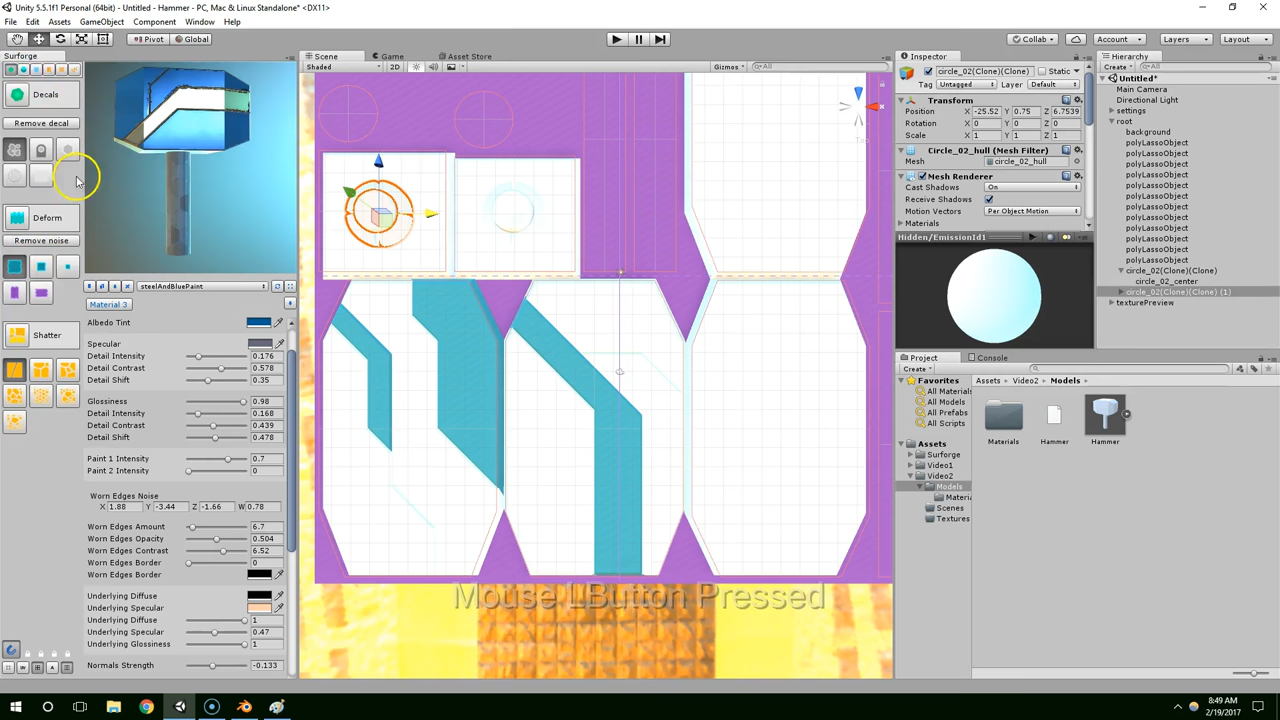 Unity 5.5.1f1 Personal (64bit) - Untitled - Hammer - PC, Mac & Linux Standalone* <DX11>
File Edit Assets GameObject Component Window Help
Pivot Global Collab Account Layers Layout
Surforge
Scene Game Asset Store
Shaded 2D Gizmos All
Decals
Remove decal
Deform
Remove noise
Shatter
steelAndBluePaint
Material 3
Albedo Tint
Specular
Detail Intensity 0.176
Detail Contrast 0.578
Detail Shift 0.35
Glossiness 0.98
Detail Intensity 0.168
Detail Contrast 0.439
Detail Shift 0.478
Paint 1 Intensity 0.7
Paint 2 Intensity 0
Worn Edges Noise
X 1.88 Y -3.44 Z -1.66 W 0.78
Worn Edges Amount 6.7
Worn Edges Opacity 0.504
Worn Edges Contrast 6.52
Worn Edges Border 0
Worn Edges Border
Underlying Diffuse
Underlying Specular
Underlying Diffuse 1
Underlying Specular 0.47
Underlying Glossiness 1
Normals Strength -0.133
Mouse LButton Pressed
Inspector
circle_02(Clone)(Clone) Static
Tag Untagged Layer Default
Transform
Position X -25.52 Y 0.75 Z 6.7539
Rotation X 0 Y 0 Z 0
Scale X 1 Y 1 Z 1
Circle_02_hull (Mesh Filter)
Mesh circle_02_hull
Mesh Renderer
Cast Shadows On
Receive Shadows
Motion Vectors Per Object Motion
Materials
Hidden/EmissionId1
Hierarchy
Create All
Untitled*
Main Camera
Directional Light
settings
root
background
polyLassoObject
polyLassoObject
polyLassoObject
polyLassoObject
polyLassoObject
polyLassoObject
polyLassoObject
polyLassoObject
polyLassoObject
polyLassoObject
polyLassoObject
polyLassoObject
circle_02(Clone)(Clone)
circle_02_center
circle_02(Clone)(Clone) (1)
texturePreview
Project Console
Create
Favorites
All Materials
All Models
All Prefabs
All Scripts
Assets
Surforge
Video1
Video2
Models
Scenes
Textures
Assets Video2 Models
Materials Hammer Hammer
8:49 AM
2/19/2017